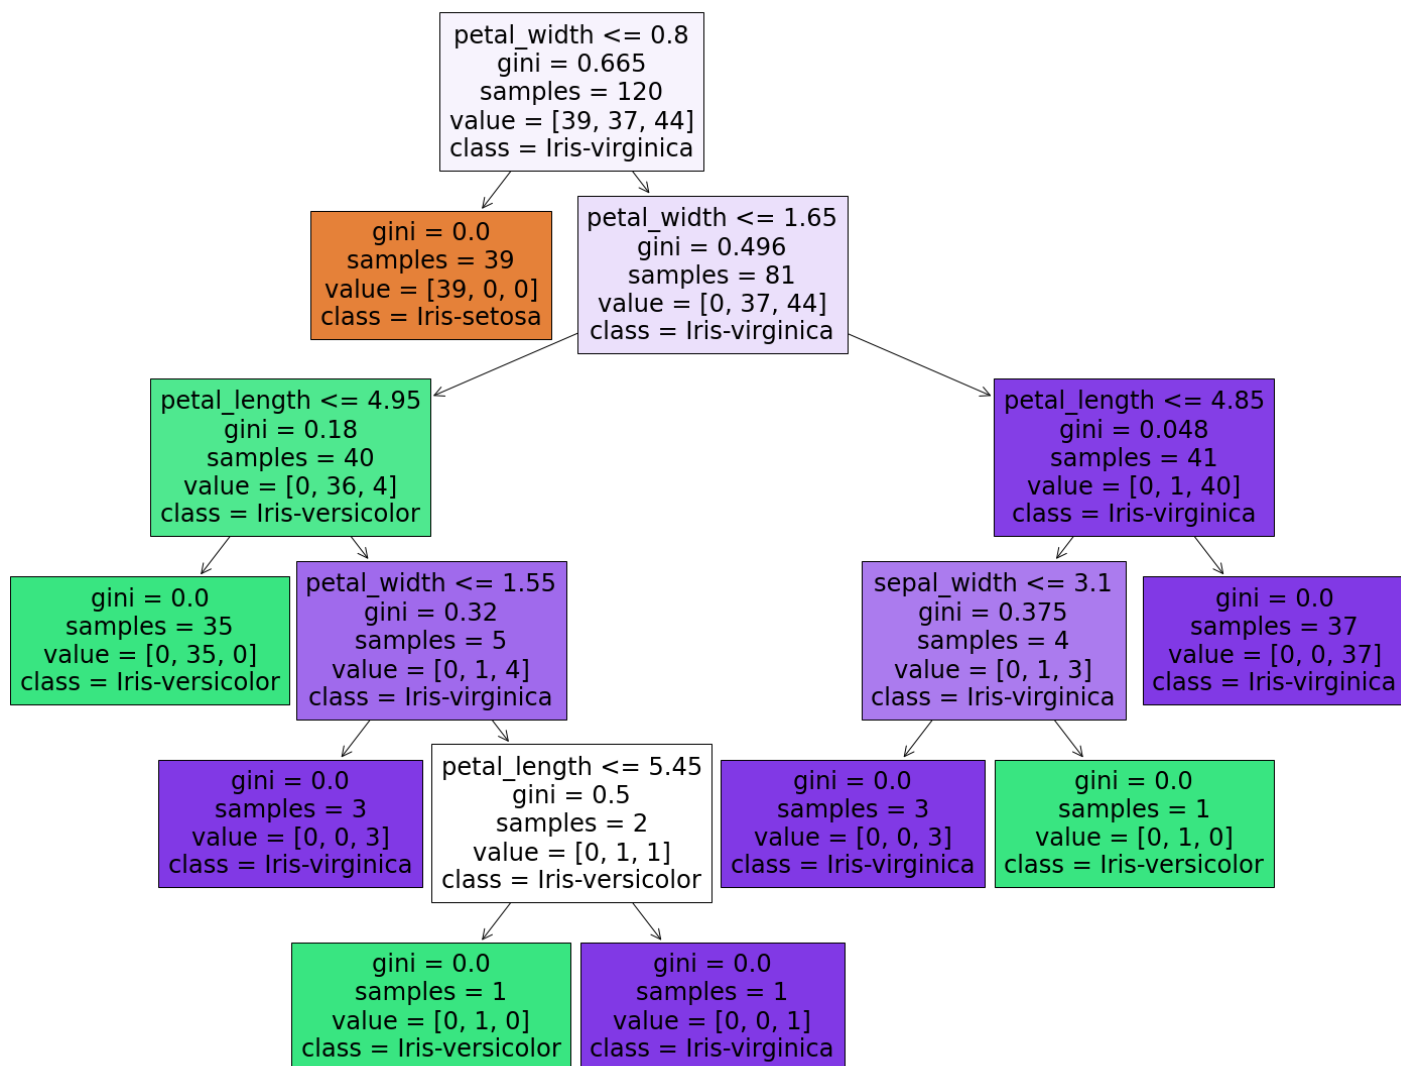 petal_width <= 0.8
gini = 0.665
samples = 120
value = [39, 37, 44]
class = Iris-virginica
gini = 0.0
samples = 39
value = [39, 0, 0]
class = Iris-setosa
petal_width <= 1.65
gini = 0.496
samples = 81
value = [0, 37, 44]
class = Iris-virginica
petal_length <= 4.95
gini = 0.18
samples = 40
value = [0, 36, 4]
class = Iris-versicolor
petal_length <= 4.85
gini = 0.048
samples = 41
value = [0, 1, 40]
class = Iris-virginica
gini = 0.0
samples = 35
value = [0, 35, 0]
class = Iris-versicolor
petal_width <= 1.55
gini = 0.32
samples = 5
value = [0, 1, 4]
class = Iris-virginica
sepal_width <= 3.1
gini = 0.375
samples = 4
value = [0, 1, 3]
class = Iris-virginica
gini = 0.0
samples = 37
value = [0, 0, 37]
class = Iris-virginica
gini = 0.0
samples = 3
value = [0, 0, 3]
class = Iris-virginica
petal_length <= 5.45
gini = 0.5
samples = 2
value = [0, 1, 1]
class = Iris-versicolor
gini = 0.0
samples = 3
value = [0, 0, 3]
class = Iris-virginica
gini = 0.0
samples = 1
value = [0, 1, 0]
class = Iris-versicolor
gini = 0.0
samples = 1
value = [0, 1, 0]
class = Iris-versicolor
gini = 0.0
samples = 1
value = [0, 0, 1]
class = Iris-virginica